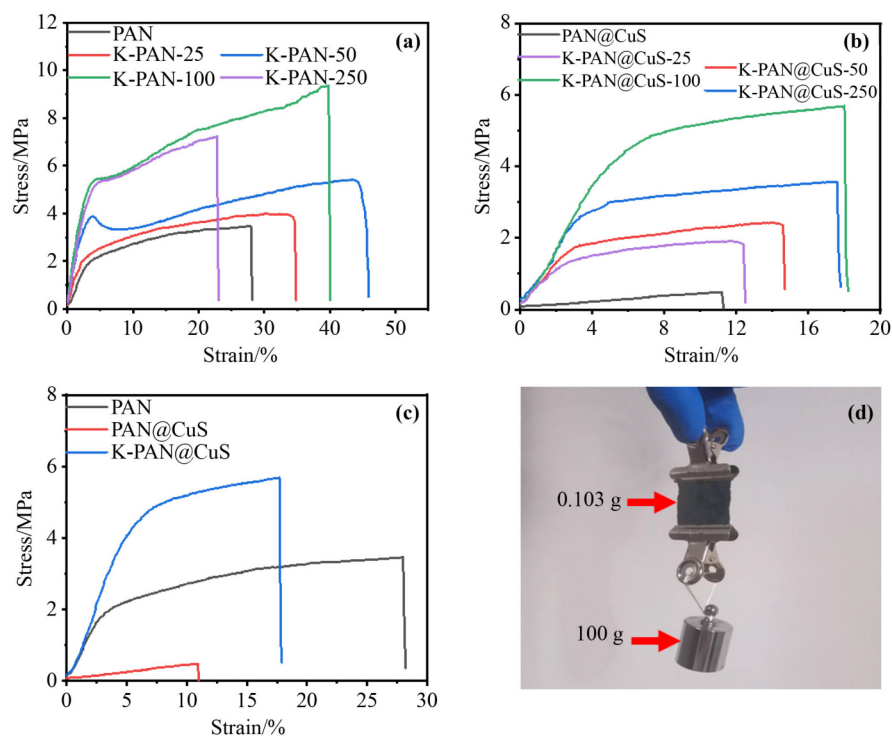 (a)
PAN
K-PAN-25 K-PAN-50
K-PAN-100 K-PAN-250
12
10
8
6
4
2
0
Stress/MPa
0 10 20 30 40 50
Strain/%
(b)
PAN@CuS
K-PAN@CuS-25
K-PAN@CuS-50
K-PAN@CuS-100
K-PAN@CuS-250
8
6
4
2
0
Stress/MPa
0 4 8 12 16 20
Strain/%
(c)
PAN
PAN@CuS
K-PAN@CuS
8
6
4
2
0
Stress/MPa
0 5 10 15 20 25 30
Strain/%
(d)
0.103 g
100 g